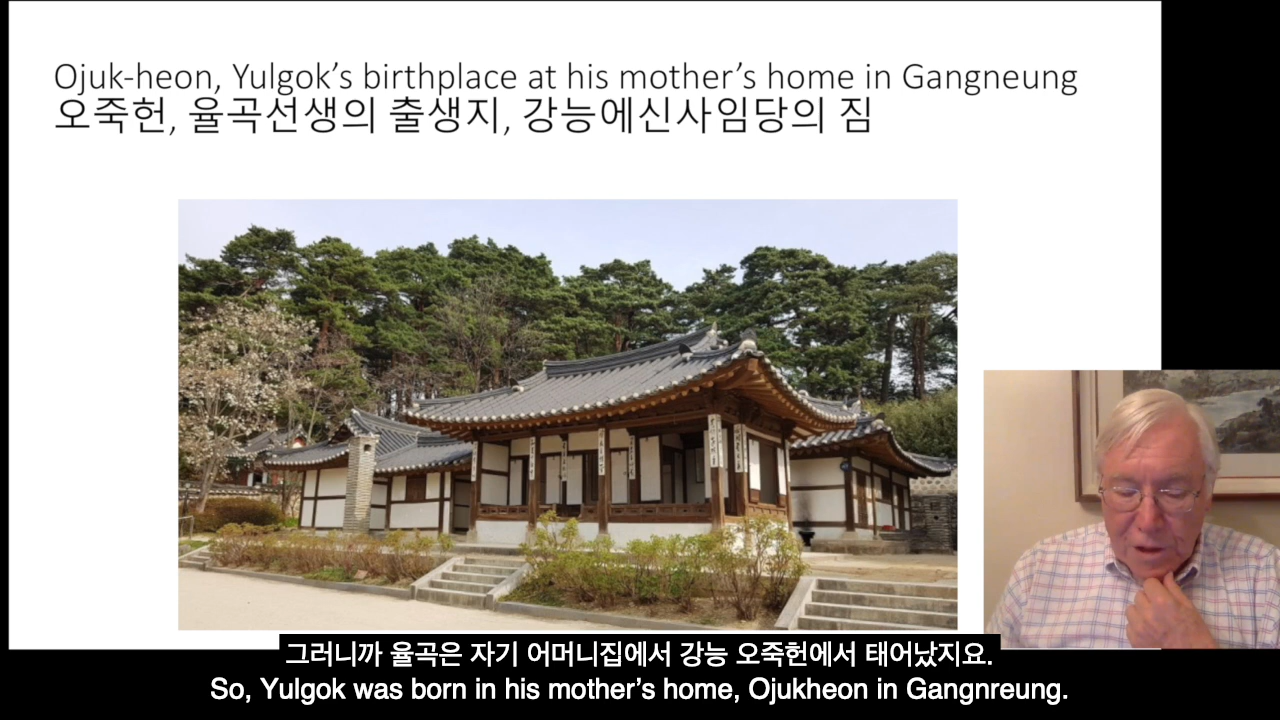 Ojuk-heon, Yulgok’s birthplace at his mother’s home in Gangneung
오죽헌, 율곡선생의 출생지, 강능에신사임당의 짐
그러니까 율곡은 자기 어머니집에서 강능 오죽헌에서 태어났지요.
So, Yulgok was born in his mother’s home, Ojukheon in Gangnreung.